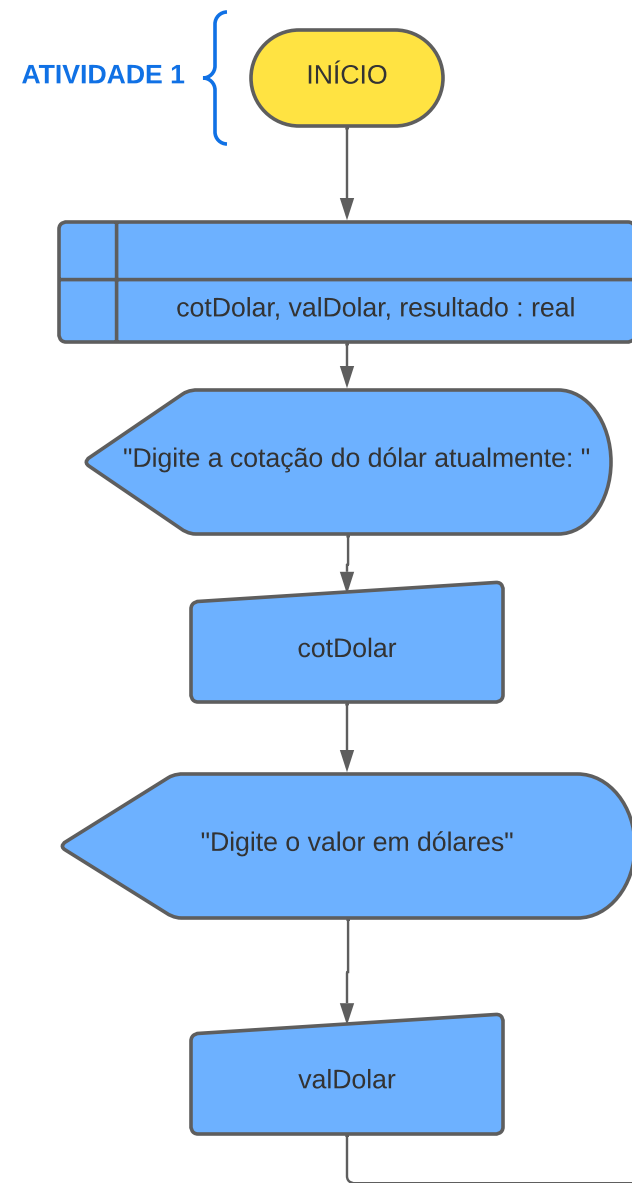 ATIVIDADE 1
INÍCIO
cotDolar, valDolar, resultado : real
"Digite a cotação do dólar atualmente: "
cotDolar
"Digite o valor em dólares"
valDolar